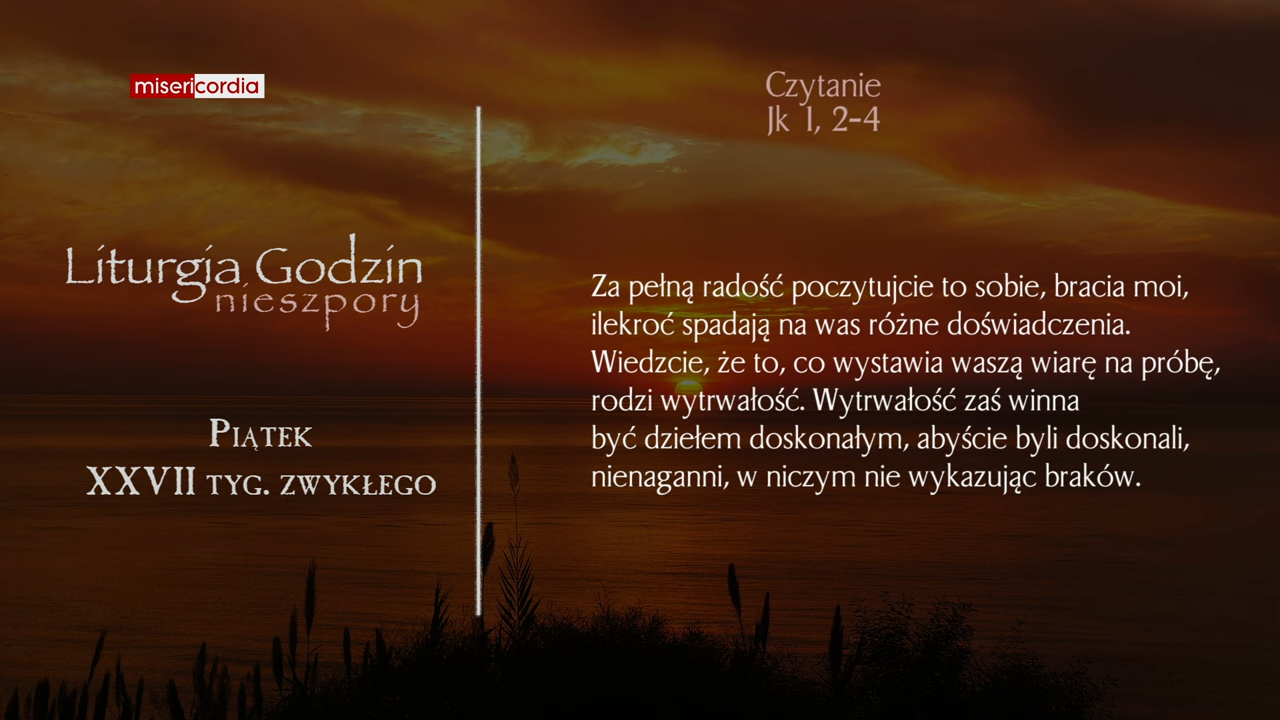 misericordia
Liturgia Godzin
nieszpory
Piątek
XXVII tyg. zwykłego
Czytanie
Jk 1, 2-4
Za pełną radość poczytujcie to sobie, bracia moi,
ilekroć spadają na was różne doświadczenia.
Wiedzcie, że to, co wystawia waszą wiarę na próbę,
rodzi wytrwałość. Wytrwałość zaś winna
być dziełem doskonałym, abyście byli doskonali,
nienaganni, w niczym nie wykazując braków.